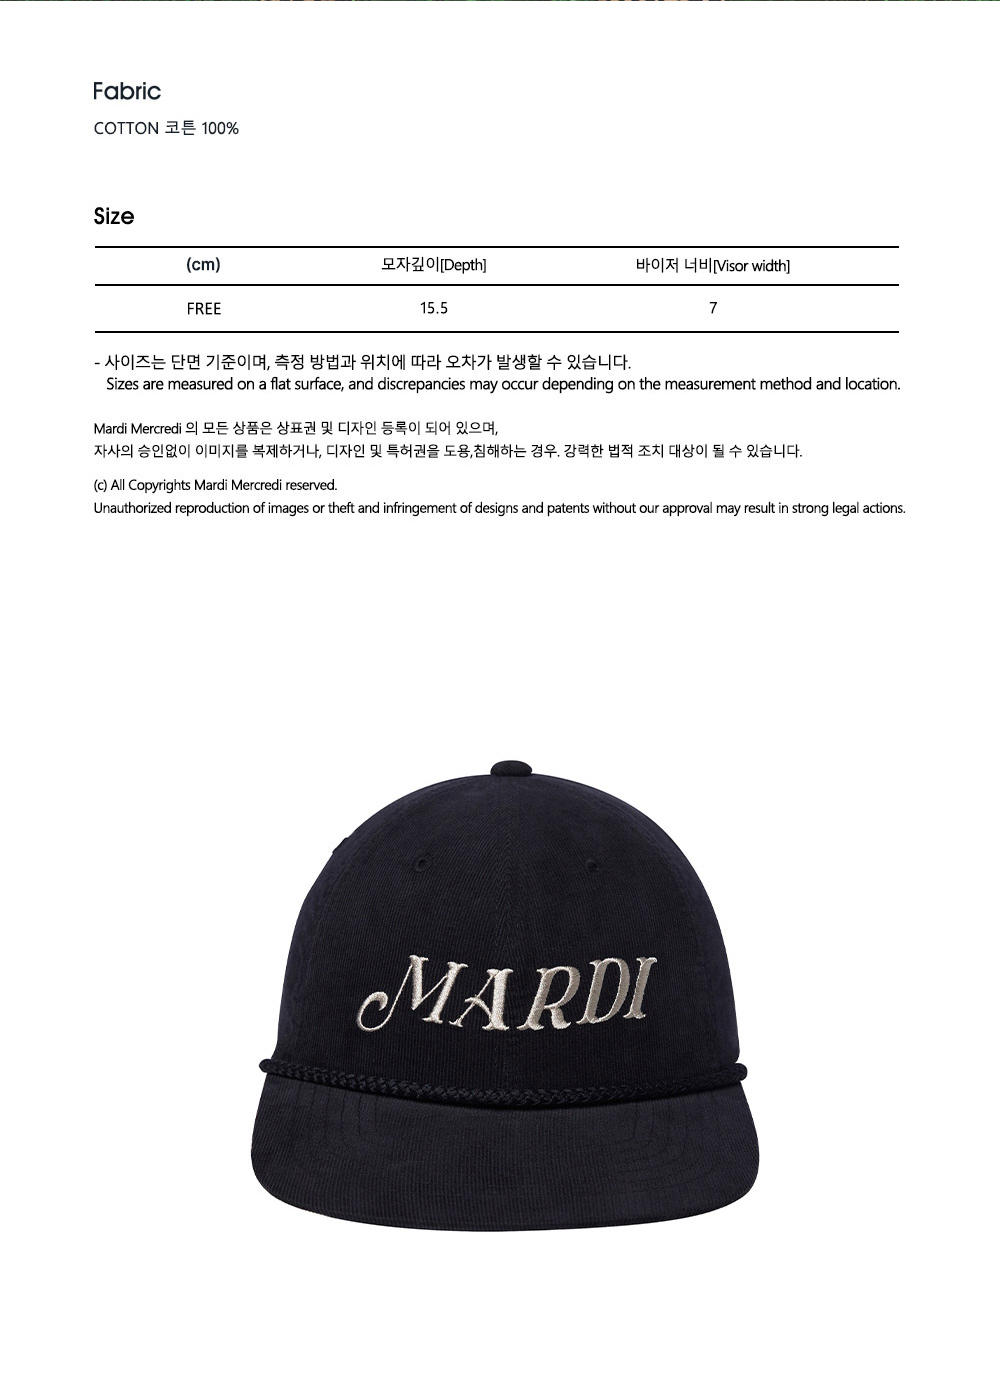 Fabric
COTTON 코튼 100%
Size
(cm) 모자깊이[Depth] 바이저 너비[Visor width]
FREE 15.5 7
- 사이즈는 단면 기준이며, 측정 방법과 위치에 따라 오차가 발생할 수 있습니다.
Sizes are measured on a flat surface, and discrepancies may occur depending on the measurement method and location.
Mardi Mercredi 의 모든 상품은 상표권 및 디자인 등록이 되어 있으며,
자사의 승인없이 이미지를 복제하거나, 디자인 및 특허권을 도용,침해하는 경우. 강력한 법적 조치 대상이 될 수 있습니다.
(c) All Copyrights Mardi Mercredi reserved.
Unauthorized reproduction of images or theft and infringement of designs and patents without our approval may result in strong legal actions.
MARDI